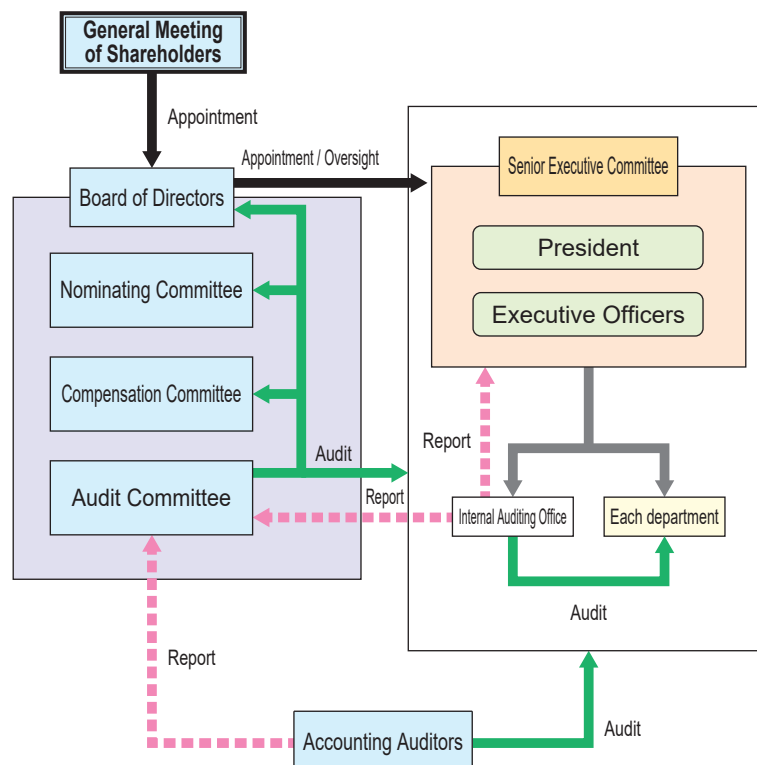 General Meeting
of Shareholders
Appointment
Appointment / Oversight
Board of Directors
Senior Executive Committee
President
Executive Officers
Nominating Committee
Compensation Committee
Audit Committee
Audit
Report
Report
Internal Auditing Office
Each department
Audit
Report
Accounting Auditors
Audit